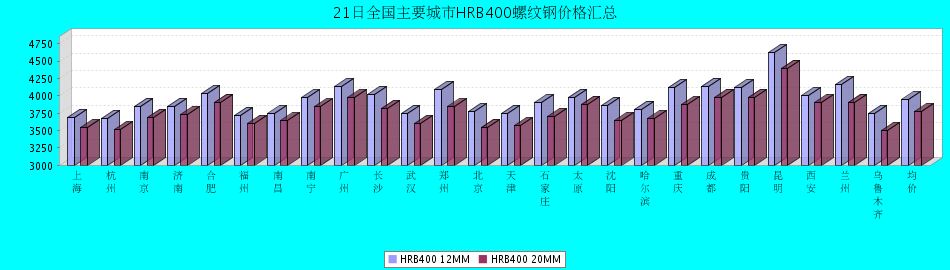 21日全国主要城市HRB400螺纹钢价格汇总
4750
4500
4250
4000
3750
3500
3250
3000
上海
杭州
南京
济南
合肥
福州
南昌
南宁
广州
长沙
武汉
郑州
北京
天津
石家庄
太原
沈阳
哈尔滨
重庆
成都
贵阳
昆明
西安
兰州
乌鲁木齐
均价
HRB400 12MM
HRB400 20MM